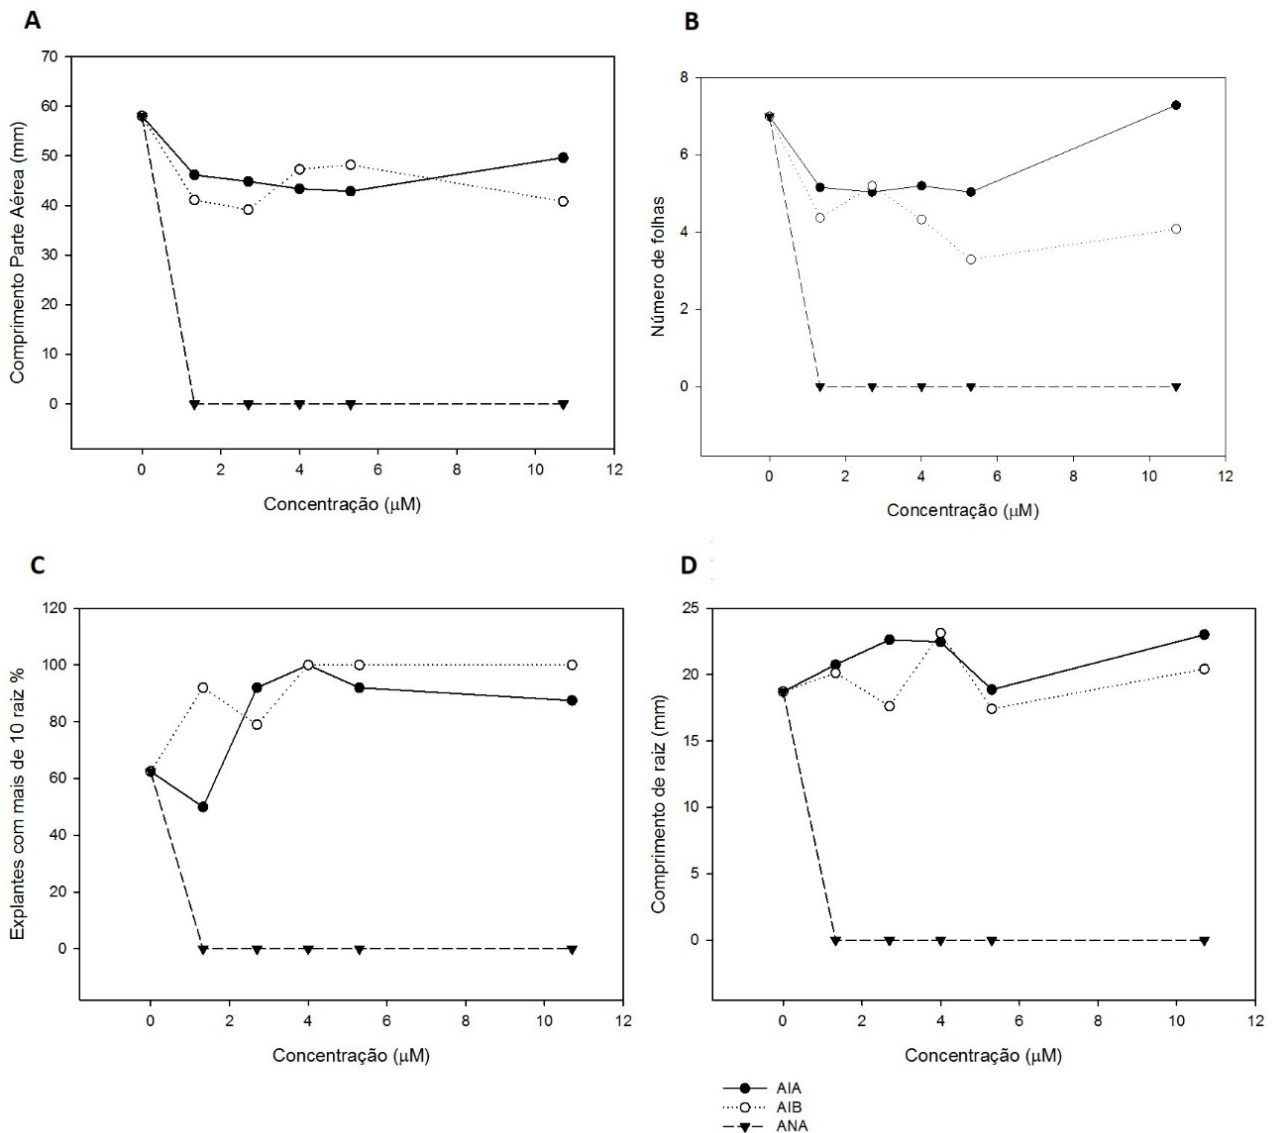 A
70
60
50
40
30
20
10
0
Comprimento Parte Aérea (mm)
0 2 4 6 8 10 12
Concentração (μM)
B
8
6
4
2
0
Número de folhas
0 2 4 6 8 10 12
Concentração (μM)
C
120
100
80
60
40
20
0
Explantes com mais de 10 raiz %
0 2 4 6 8 10 12
Concentração (μM)
D
25
20
15
10
5
0
Comprimento de raiz (mm)
0 2 4 6 8 10 12
Concentração (μM)
AIA
AIB
ANA